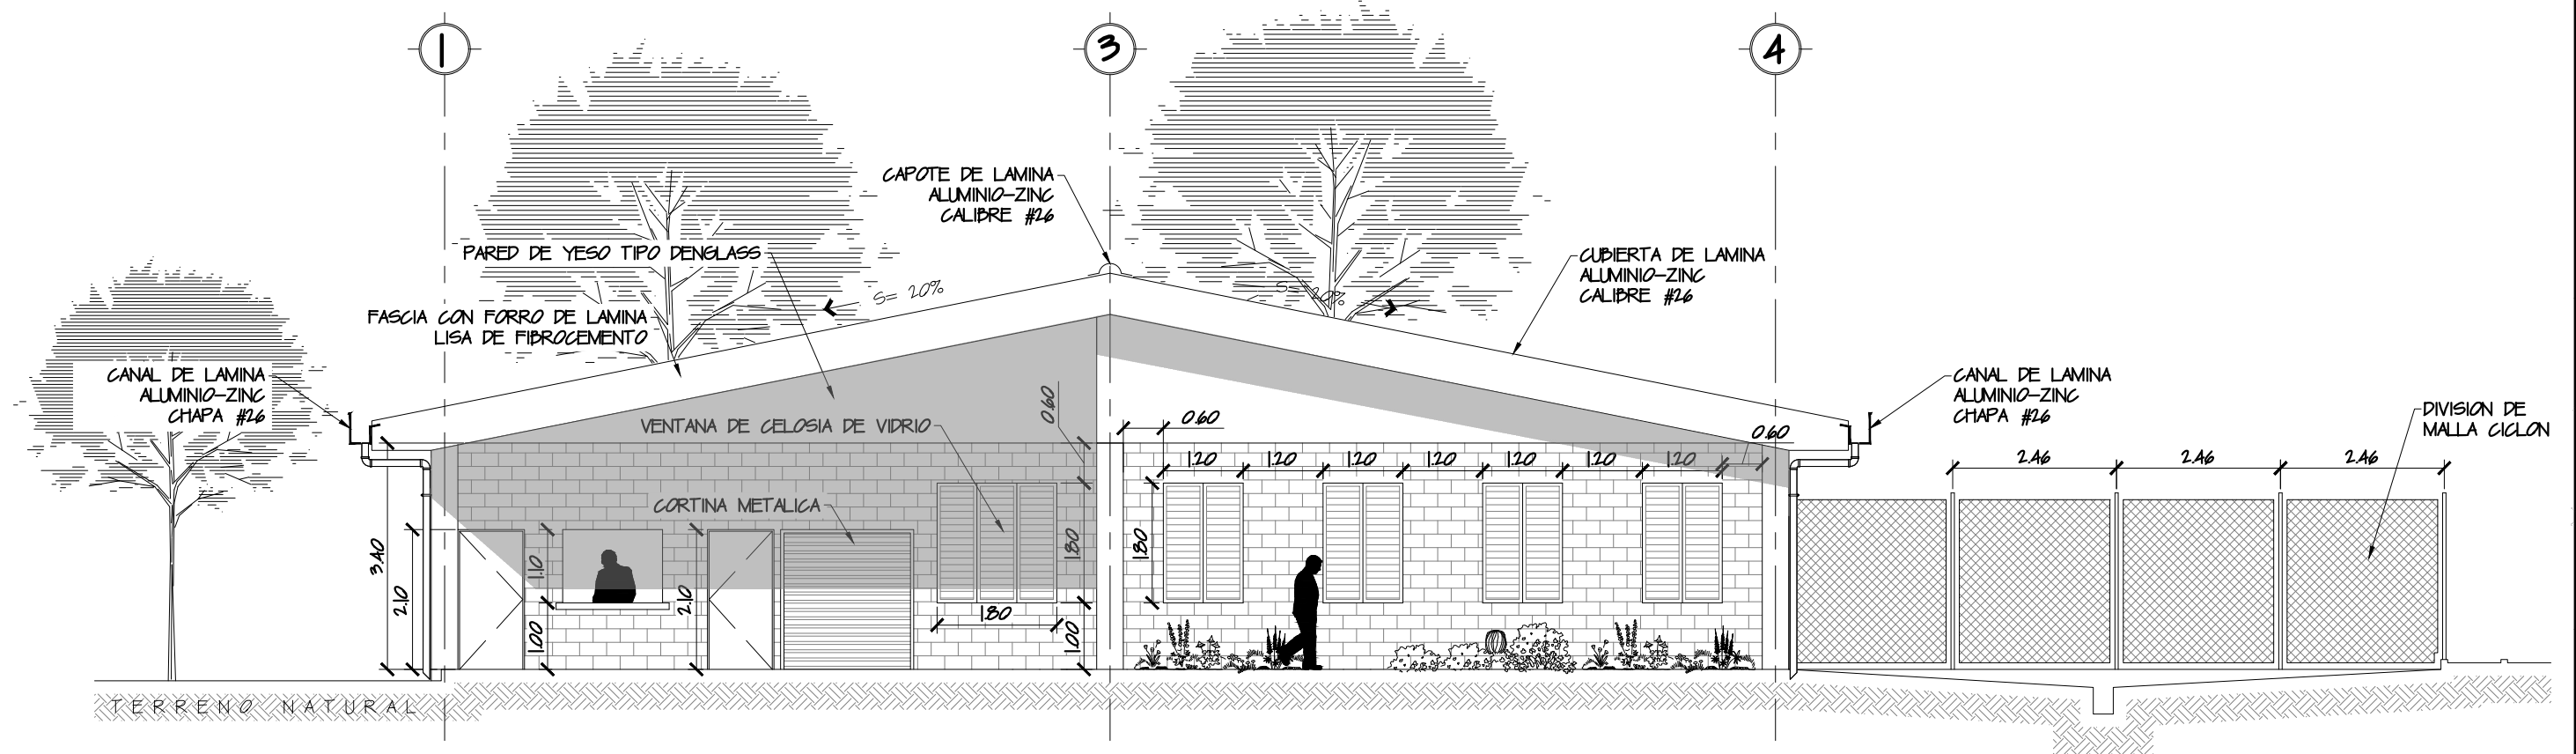 1
3
4
CAPOTE DE LAMINA
ALUMINIO-ZINC
CALIBRE #26
PARED DE YESO TIPO DENGLASS
CUBIERTA DE LAMINA
ALUMINIO-ZINC
CALIBRE #26
S= 20%
S= 20%
FASCIA CON FORRO DE LAMINA
LISA DE FIBROCEMENTO
CANAL DE LAMINA
ALUMINIO-ZINC
CHAPA #26
CANAL DE LAMINA
ALUMINIO-ZINC
CHAPA #26
DIVISION DE
MALLA CICLON
VENTANA DE CELOSIA DE VIDRIO
0.60
0.60
0.60
1.20
1.20
1.20
1.20
1.20
1.20
1.20
2.46
2.46
2.46
CORTINA METALICA
3.40
2.10
1.10
1.00
2.10
1.80
1.80
1.00
1.80
TERRENO NATURAL